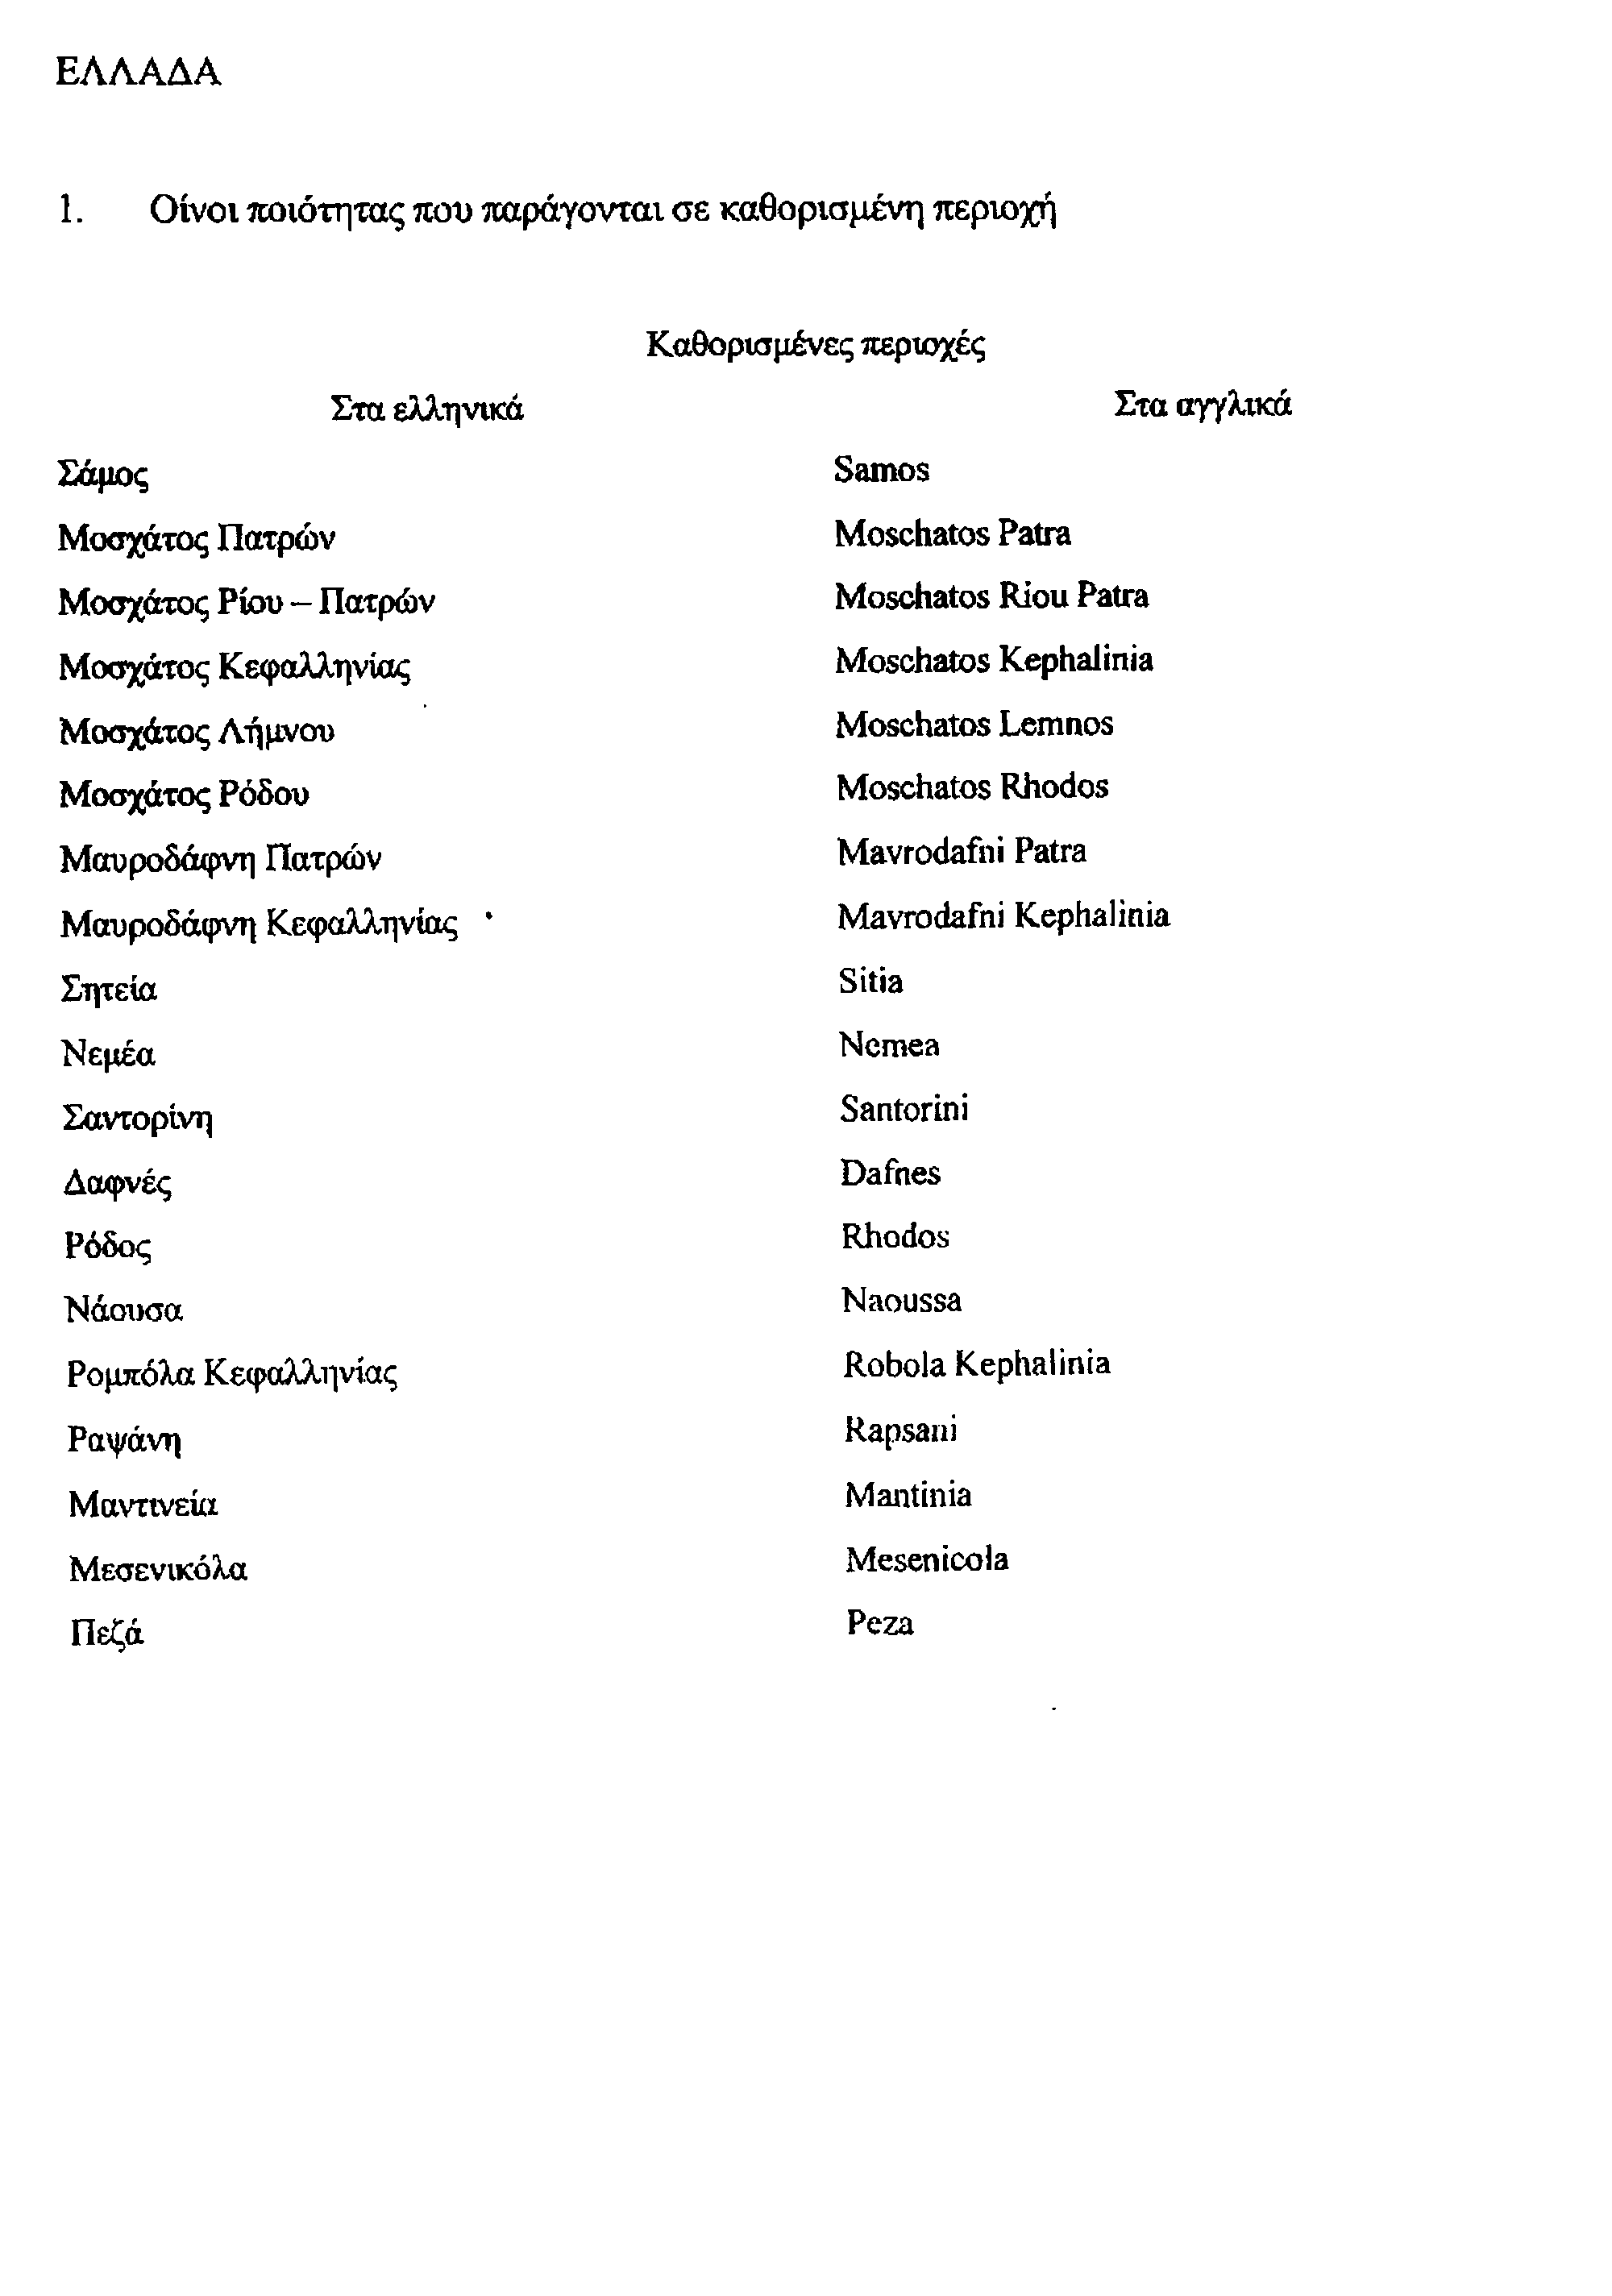 ΕΛΛΑΔΑ
1. Οίνοι ποιότητας που παράγονται σε καθορισμένη περιοχή
Καθορισμένες περιοχές
Στα ελληνικά Στα αγγλικά
Σάμος Samos
Μοσχάτος Πατρών Moschatos Patra
Μοσχάτος Ρίου – Πατρών Moschatos Riou Patra
Μοσχάτος Κεφαλληνίας Moschatos Kephalinia
Μοσχάτος Λήμνου Moschatos Lemnos
Μοσχάτος Ρόδου Moschatos Rhodos
Μαυροδάφνη Πατρών Mavrodafni Patra
Μαυροδάφνη Κεφαλληνίας Mavrodafni Kephalinia
Σητεία Sitia
Νεμέα Nemea
Σαντορίνη Santorini
Δαφνές Dafnes
Ρόδος Rhodos
Νάουσα Naoussa
Ρομπόλα Κεφαλληνίας Robola Kephalinia
Ραψάνη Rapsani
Μαντινεία Mantinia
Μεσενικόλα Mesenicola
Πεζά Peza